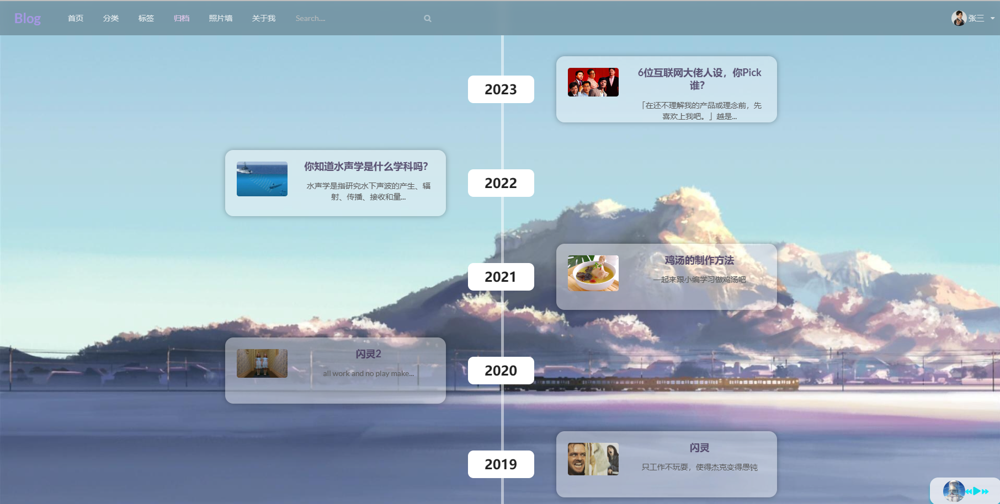 Blog 首页 分类 标签 归档 照片墙 关于我 Search.... 张三
2023
6位互联网大佬人设，你Pick
谁?
「在还不理解我的产品或理念前，先
喜欢上我吧。」越是...
你知道水声学是什么学科吗？
水声学是指研究水下声波的产生、辐
射、传播、接收和量...
2022
2021
鸡汤的制作方法
一起来跟小编学习做鸡汤吧
闪灵2
all work and no play make...
2020
2019
闪灵
只工作不玩耍，使得杰克变得愚钝